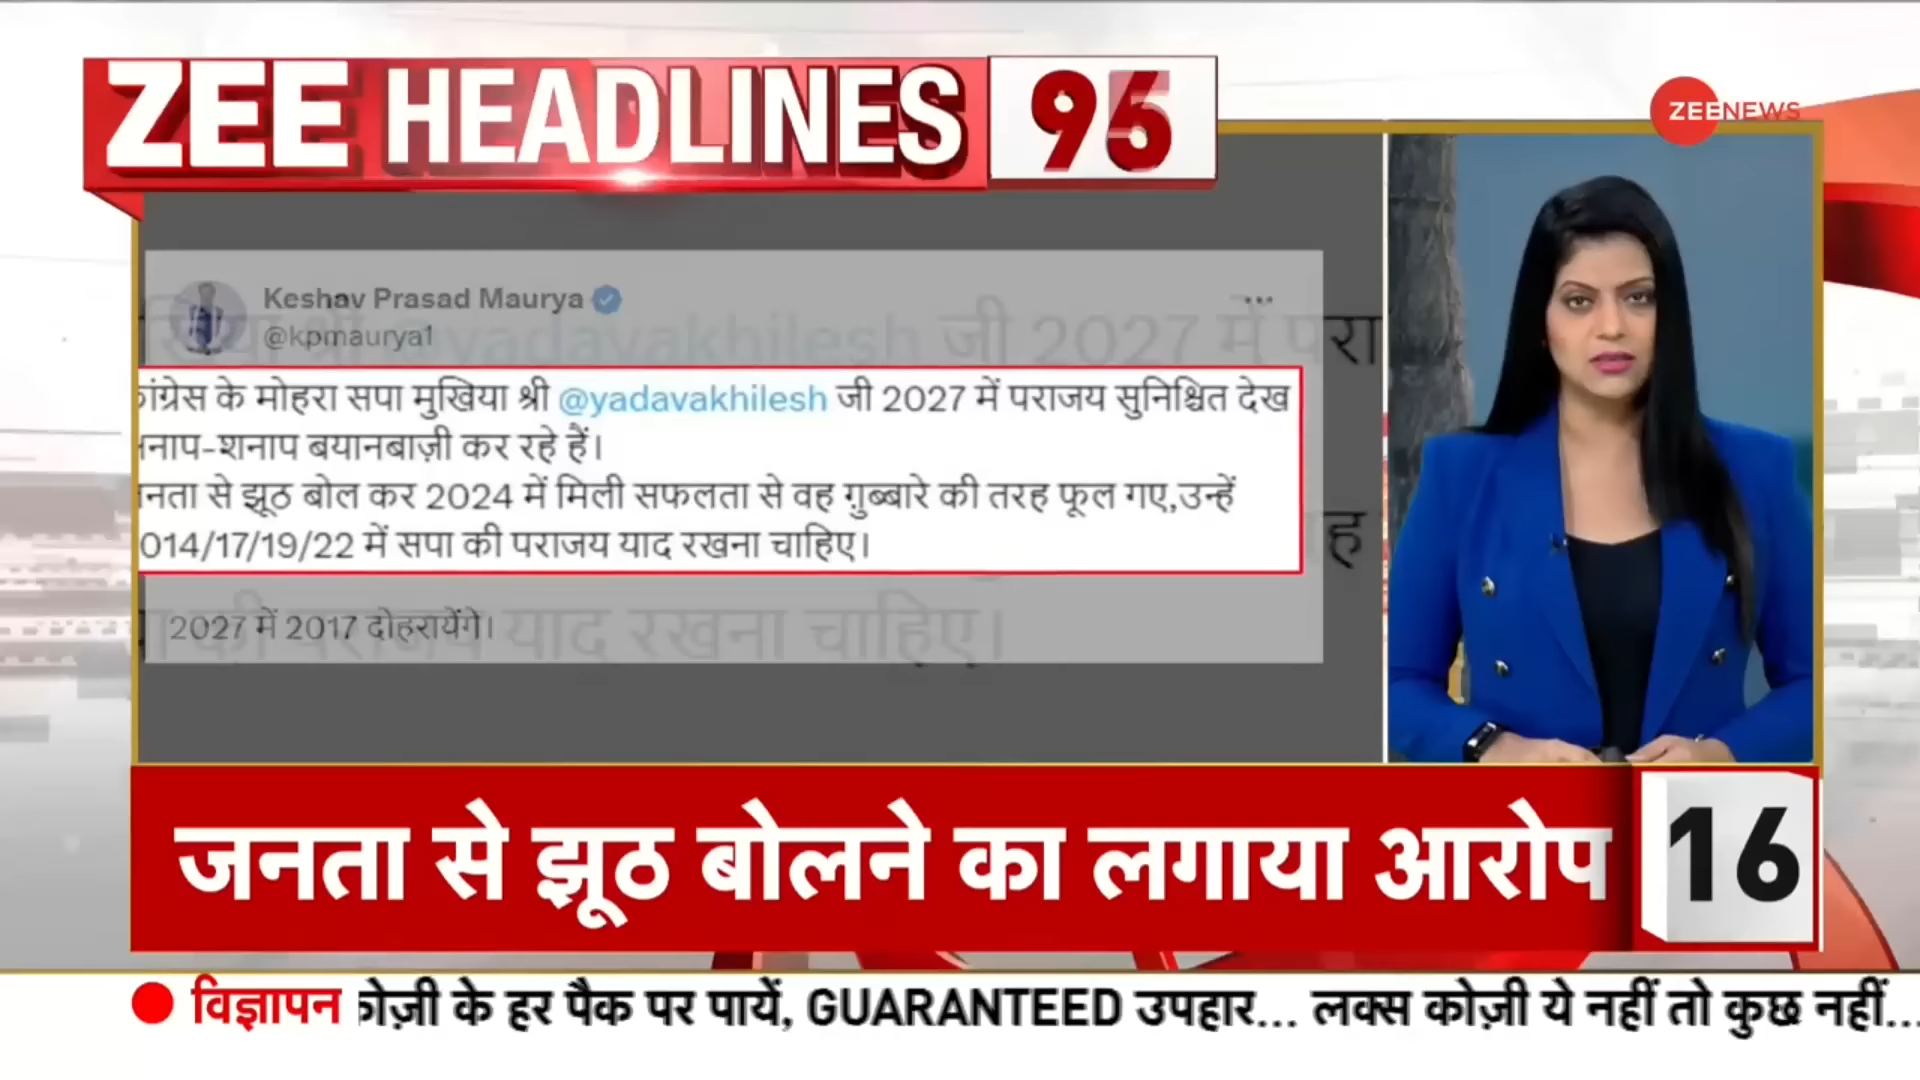 ZEE HEADLINES
ZEENEWS
Keshav Prasad Maurya
@kpmaurya1
कांग्रेस के मोहरा सपा मुखिया श्री @yadavakhilesh जी 2027 में पराजय सुनिश्चित देख
नाप-शनाप बयानबाज़ी कर रहे हैं।
नता से झूठ बोल कर 2024 में मिली सफलता से वह ग़ुब्बारे की तरह फूल गए,उन्हें
014/17/19/22 में सपा की पराजय याद रखना चाहिए।
2027 में 2017 दोहरायेंगे।
याद रखना चाहिए।
जनता से झूठ बोलने का लगाया आरोप
16
विज्ञापन
कोज़ी के हर पैक पर पायें, GUARANTEED उपहार... लक्स कोज़ी ये नहीं तो कुछ नहीं...